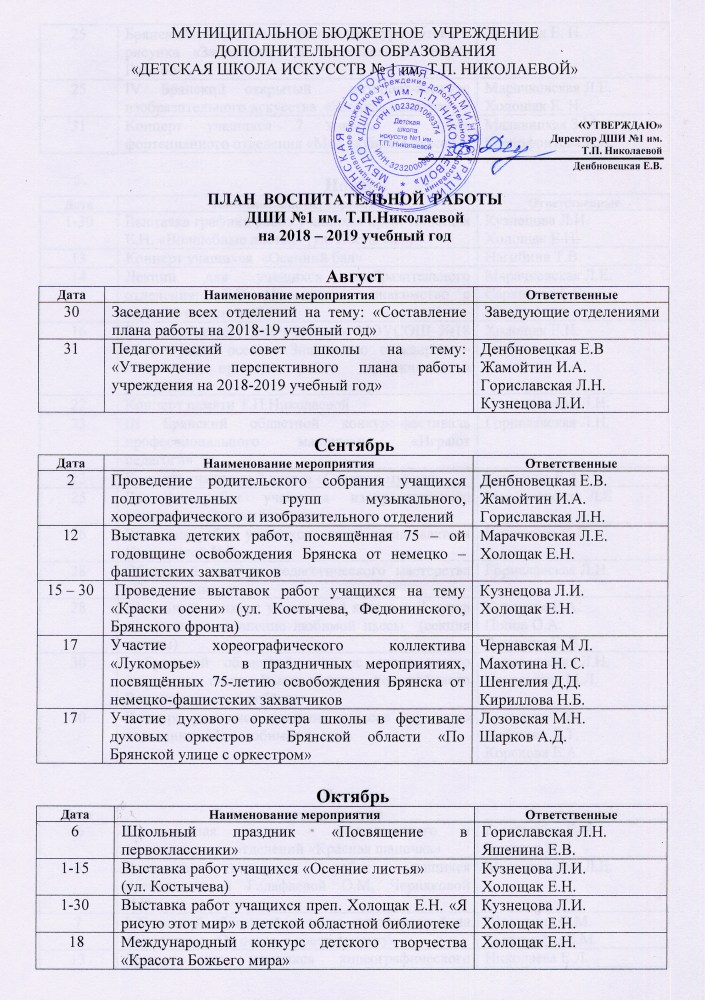 МУНИЦИПАЛЬНОЕ БЮДЖЕТНОЕ УЧРЕЖДЕНИЕ
ДОПОЛНИТЕЛЬНОГО ОБРАЗОВАНИЯ
«ДЕТСКАЯ ШКОЛА ИСКУССТВ № 1 им. Т.П. НИКОЛАЕВОЙ»
Детская
школа
искусств №1 им.
Т.П. Николаевой
«УТВЕРЖДАЮ»
Директор ДШИ №1 им.
Т.П. Николаевой
Денбновецкая Е.В.
ПЛАН ВОСПИТАТЕЛЬНОЙ РАБОТЫ
ДШИ №1 им. Т.П.Николаевой
на 2018 – 2019 учебный год
Август
Дата Наименование мероприятия Ответственные
30 Заседание всех отделений на тему: «Составление Заведующие отделениями
плана работы на 2018-19 учебный год»
31 Педагогический совет школы на тему: Денбновецкая Е.В
«Утверждение перспективного плана работы Жамойтин И.А.
учреждения на 2018-2019 учебный год» Гориславская Л.Н.
Кузнецова Л.И.
Сентябрь
Дата Наименование мероприятия Ответственные
2 Проведение родительского собрания учащихся Денбновецкая Е.В.
подготовительных групп музыкального, Жамойтин И.А.
хореографического и изобразительного отделений Гориславская Л.Н.
12 Выставка детских работ, посвящённая 75 – ой Марачковская Л.Е.
годовщине освобождения Брянска от немецко – Холощак Е.Н.
фашистских захватчиков
15 – 30 Проведение выставок работ учащихся на тему Кузнецова Л.И.
«Краски осени» (ул. Костычева, Федюнинского, Холощак Е.Н.
Брянского фронта)
17 Участие хореографического коллектива Чернавская М Л.
«Лукоморье» в праздничных мероприятиях, Махотина Н. С.
посвящённых 75-летию освобождения Брянска от Шенгелия Д.Д.
немецко-фашистских захватчиков Кириллова Н.Б.
17 Участие духового оркестра школы в фестивале Лозовская М.Н.
духовых оркестров Брянской области «По Шарков А.Д.
Брянской улице с оркестром»
Октябрь
Дата Наименование мероприятия Ответственные
6 Школьный праздник «Посвящение в Гориславская Л.Н.
первоклассники» Яшенина Е.В.
1-15 Выставка работ учащихся «Осенние листья» Кузнецова Л.И.
(ул. Костычева) Холощак Е.Н.
1-30 Выставка работ учащихся преп. Холощак Е.Н. «Я Кузнецова Л.И.
рисую этот мир» в детской областной библиотеке Холощак Е.Н.
18 Международный конкурс детского творчества Холощак Е.Н.
«Красота Божьего мира»